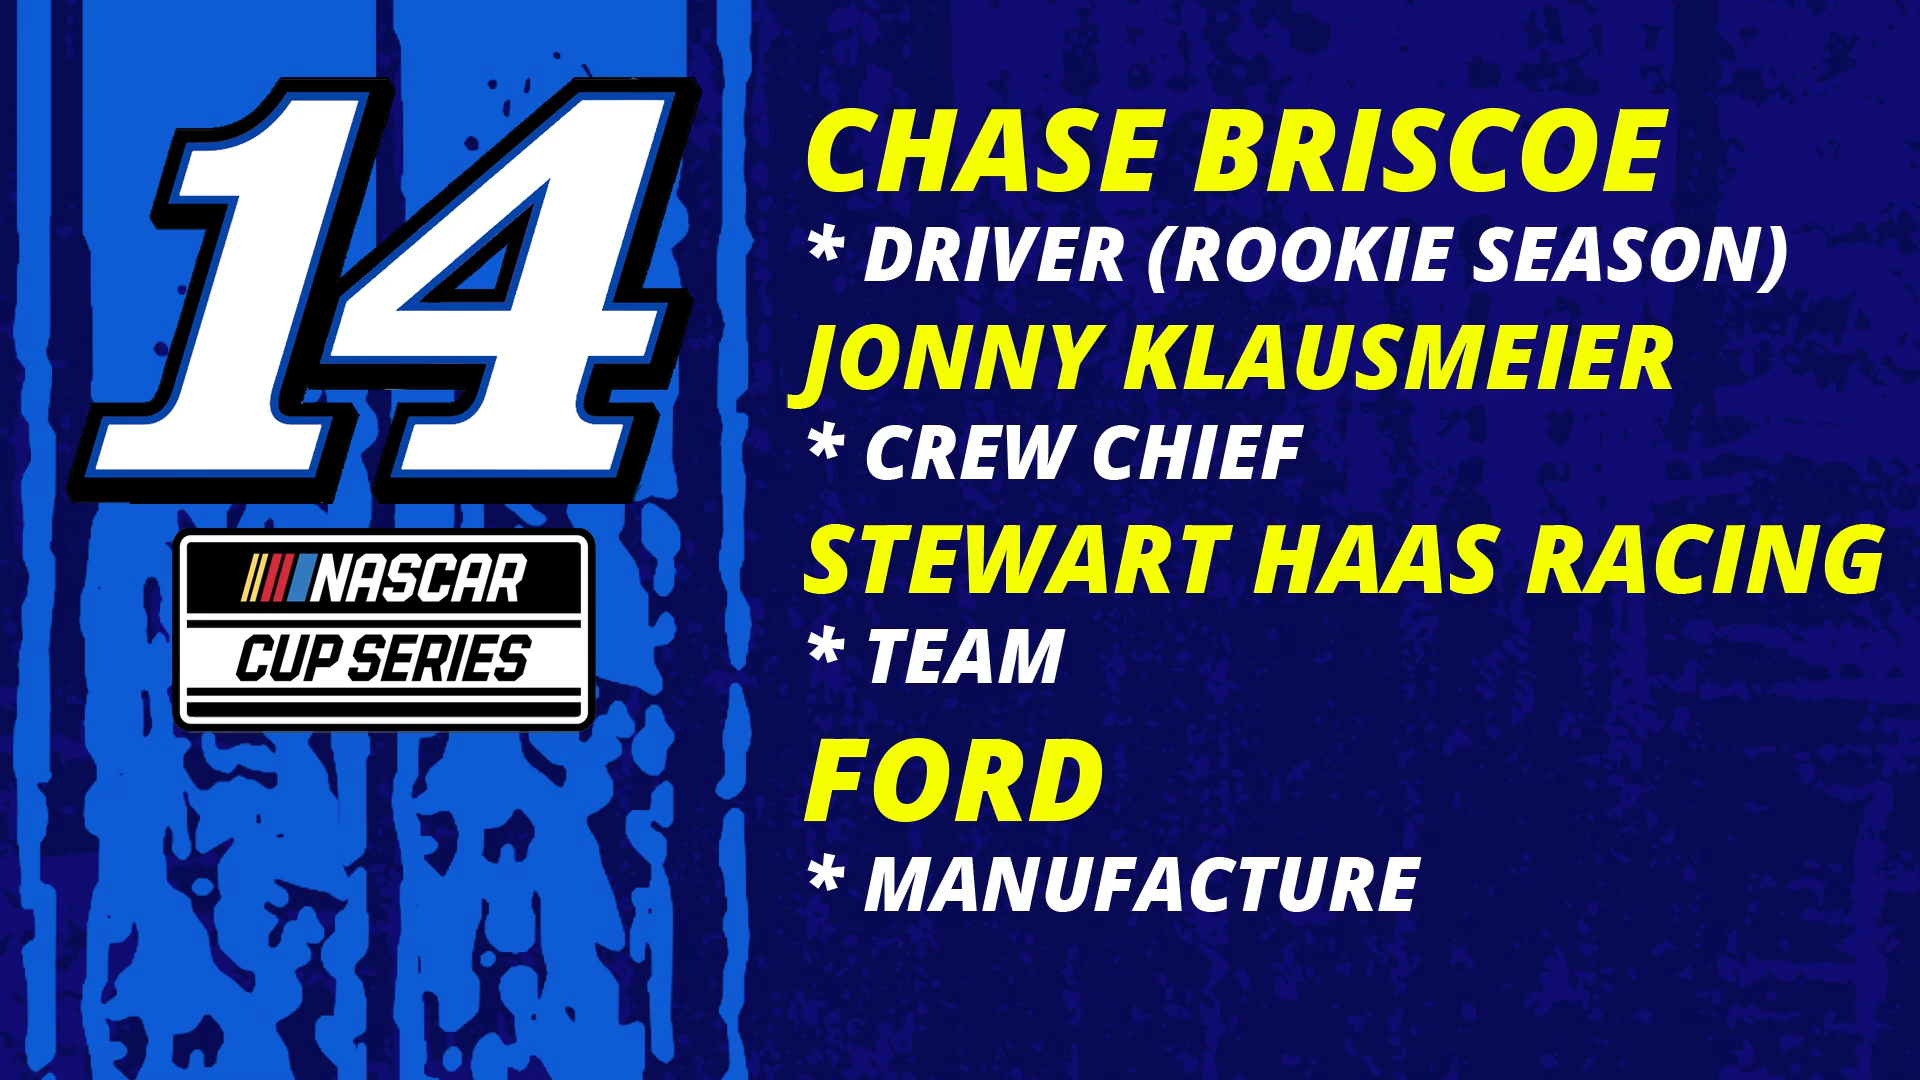 14
NASCAR
CUP SERIES
CHASE BRISCOE
* DRIVER (ROOKIE SEASON)
JONNY KLAUSMEIER
* CREW CHIEF
STEWART HAAS RACING
* TEAM
FORD
* MANUFACTURE